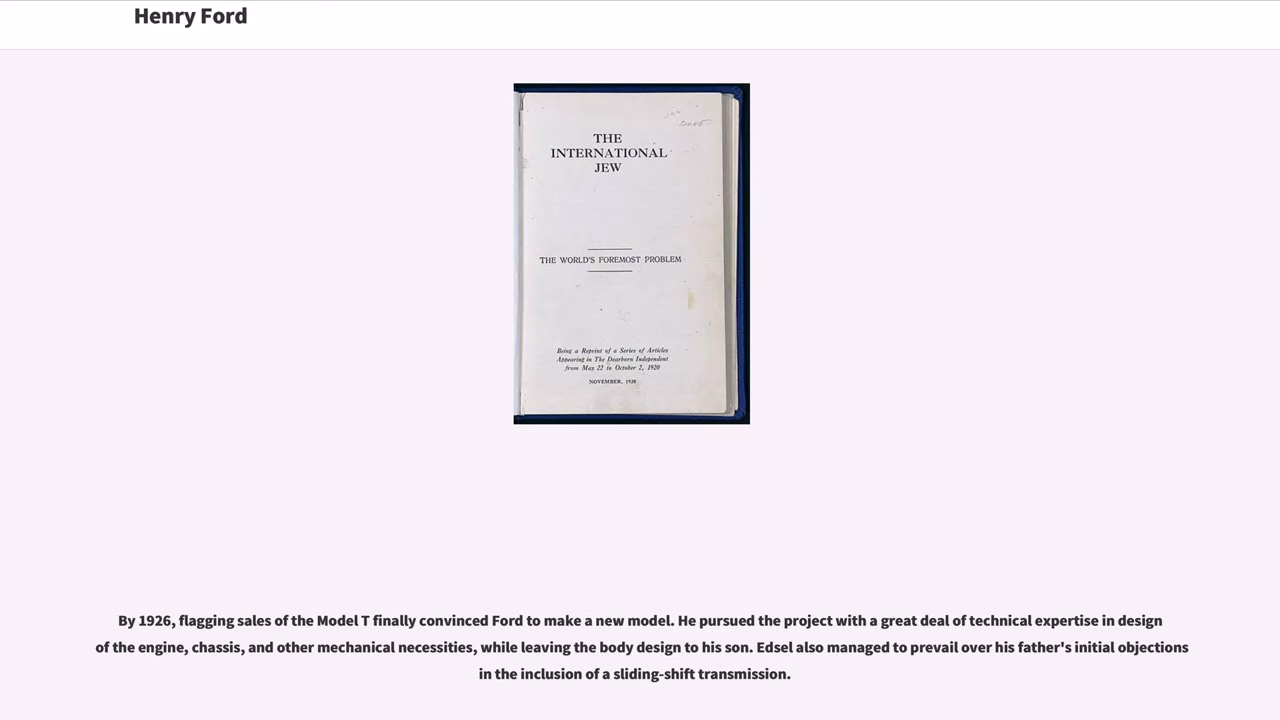 Henry Ford
THE
INTERNATIONAL
JEW
THE WORLD'S FOREMOST PROBLEM
Being a Reprint of a Series of Articles
Appearing in The Dearborn Independent
from May 22 to October 2, 1920
NOVEMBER, 1920
By 1926, flagging sales of the Model T finally convinced Ford to make a new model. He pursued the project with a great deal of technical expertise in design
of the engine, chassis, and other mechanical necessities, while leaving the body design to his son. Edsel also managed to prevail over his father's initial objections
in the inclusion of a sliding-shift transmission.